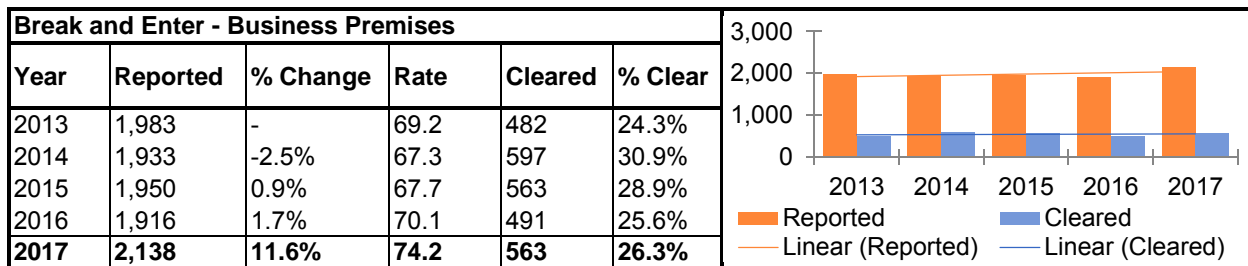 Break and Enter - Business Premises
Year Reported % Change Rate Cleared % Clear
2013 1,983 - 69.2 482 24.3%
2014 1,933 -2.5% 67.3 597 30.9%
2015 1,950 0.9% 67.7 563 28.9%
2016 1,916 1.7% 70.1 491 25.6%
2017 2,138 11.6% 74.2 563 26.3%
3,000
2,000
1,000
0
2013 2014 2015 2016 2017
Reported Cleared
Linear (Reported) Linear (Cleared)